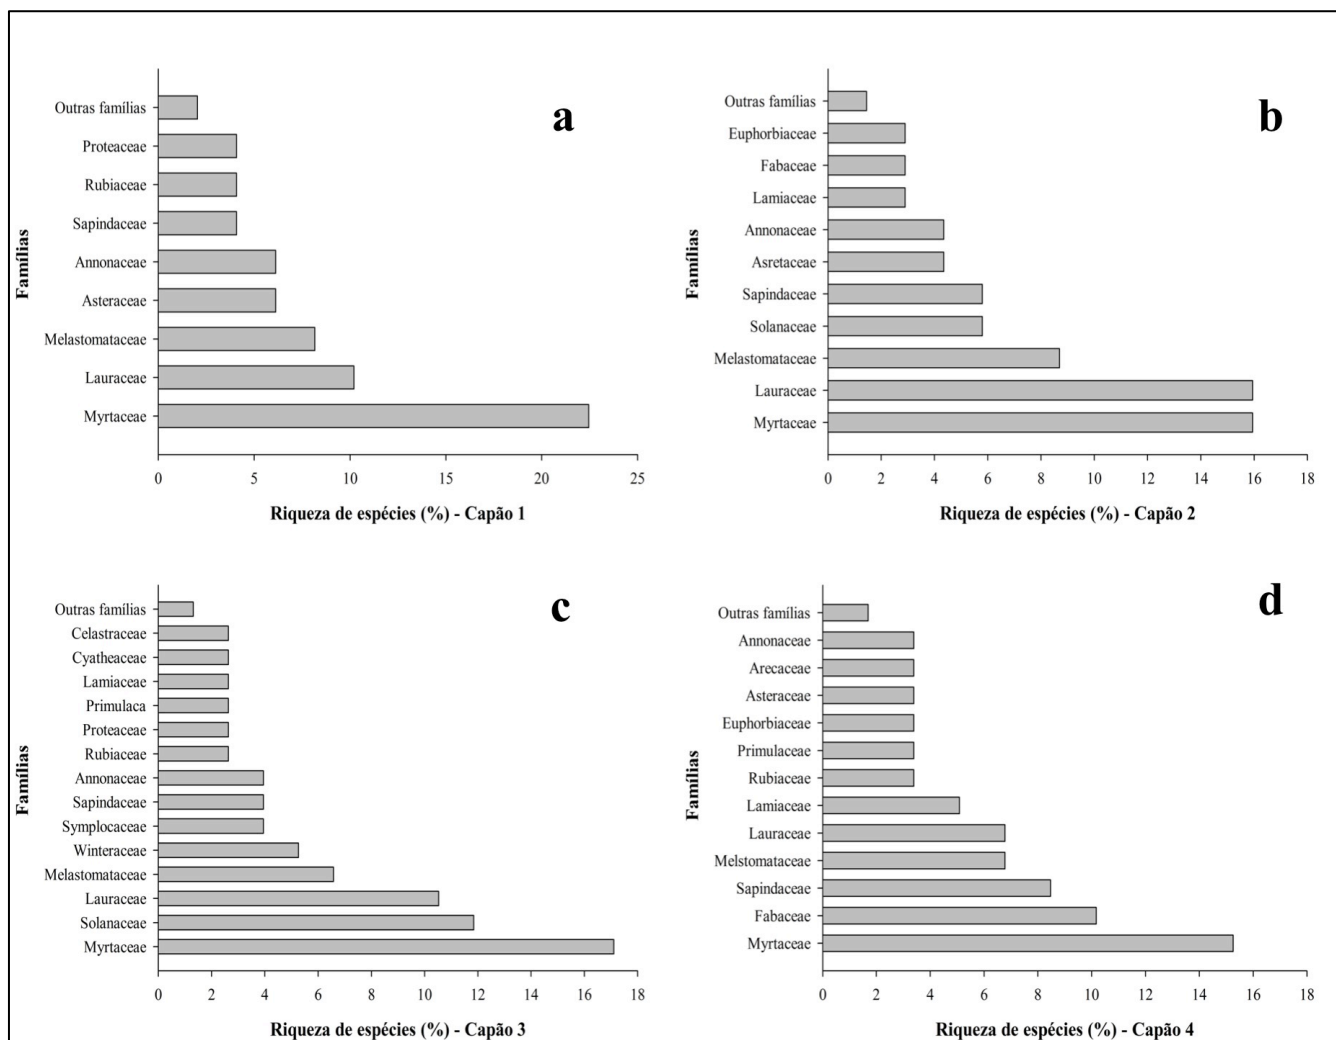 a
Famílias
Outras famílias
Proteaceae
Rubiaceae
Sapindaceae
Annonaceae
Asteraceae
Melastomataceae
Lauraceae
Myrtaceae
0 5 10 15 20 25
Riqueza de espécies (%) - Capão 1
b
Famílias
Outras famílias
Euphorbiaceae
Fabaceae
Lamiaceae
Annonaceae
Asretaceae
Sapindaceae
Solanaceae
Melastomataceae
Lauraceae
Myrtaceae
0 2 4 6 8 10 12 14 16 18
Riqueza de espécies (%) - Capão 2
c
Famílias
Outras famílias
Celastraceae
Cyatheaceae
Lamiaceae
Primulaca
Proteaceae
Rubiaceae
Annonaceae
Sapindaceae
Symplocaceae
Winteraceae
Melastomataceae
Lauraceae
Solanaceae
Myrtaceae
0 2 4 6 8 10 12 14 16 18
Riqueza de espécies (%) - Capão 3
d
Famílias
Outras famílias
Annonaceae
Arecaceae
Asteraceae
Euphorbiaceae
Primulaceae
Rubiaceae
Lamiaceae
Lauraceae
Melstomataceae
Sapindaceae
Fabaceae
Myrtaceae
0 2 4 6 8 10 12 14 16 18
Riqueza de espécies (%) - Capão 4